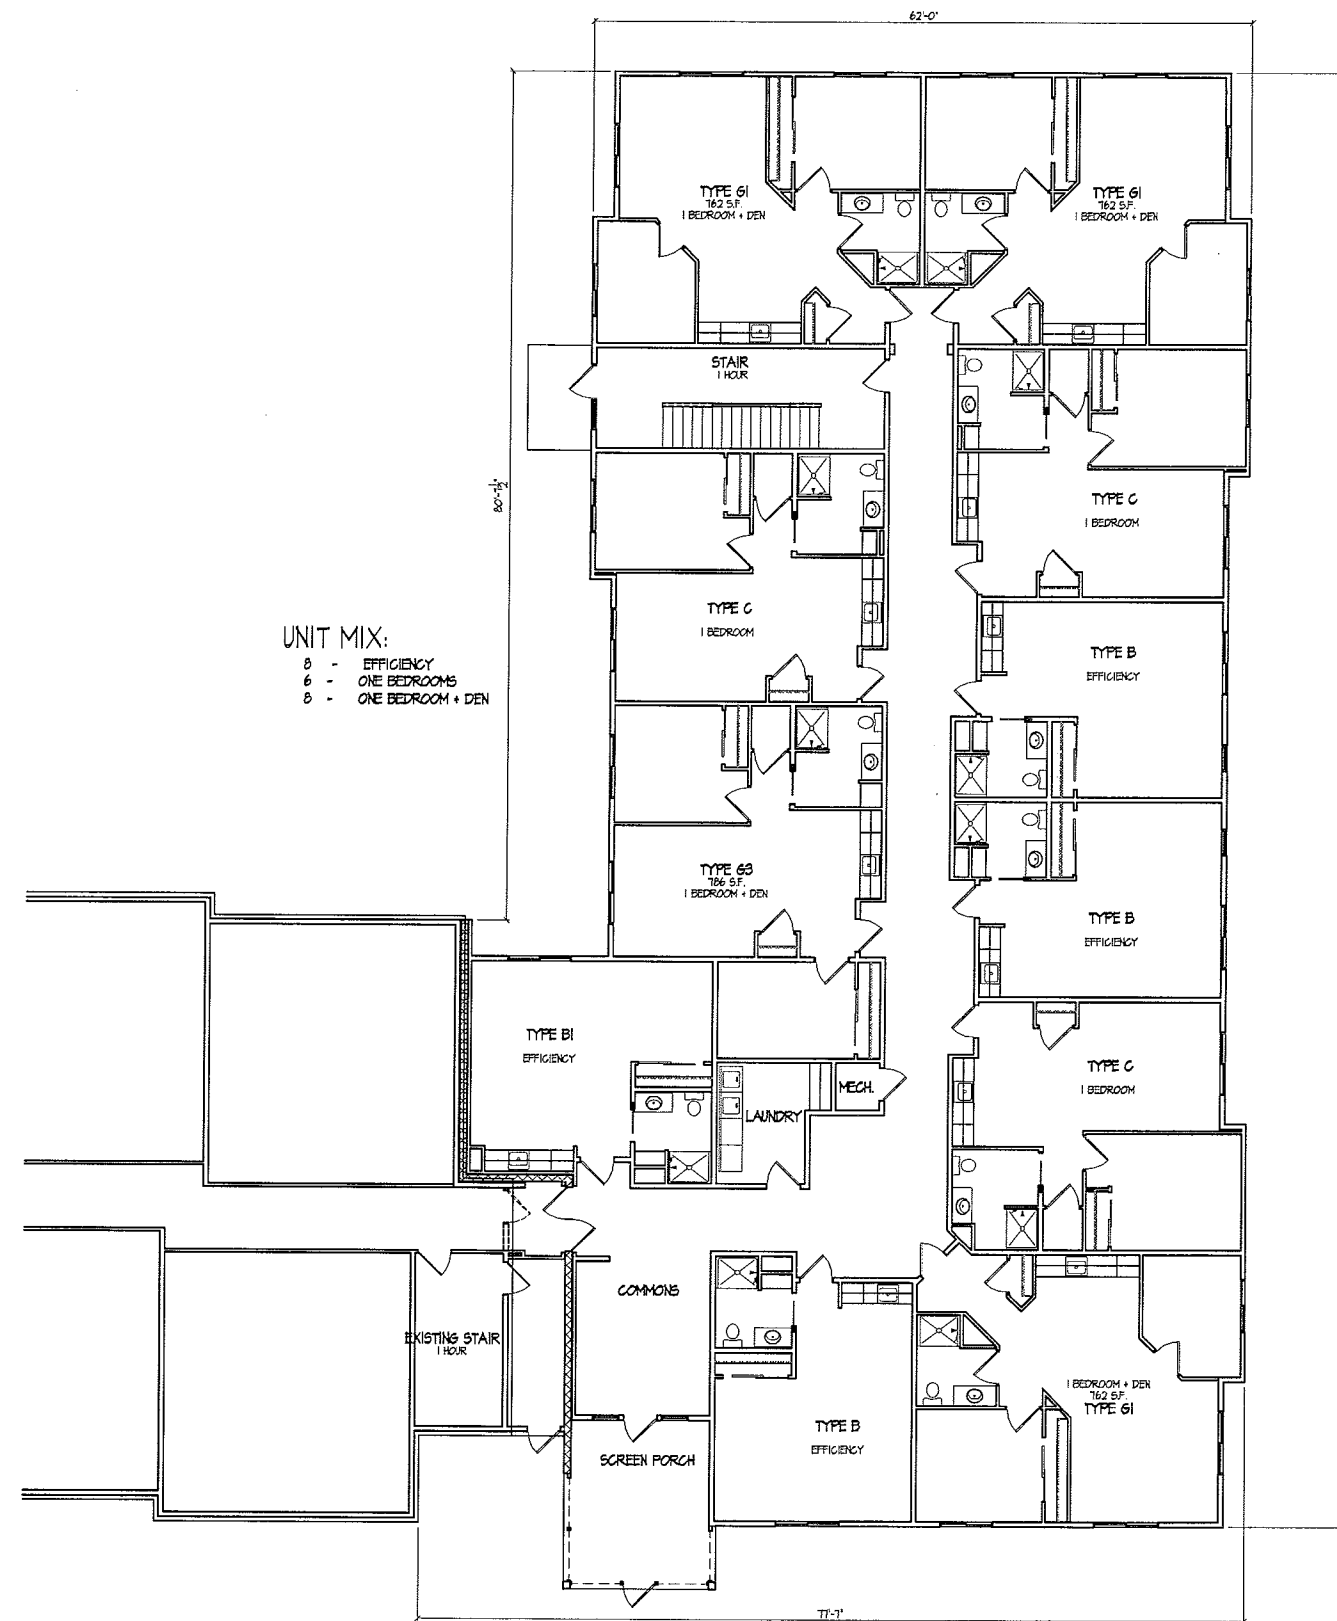 62'-0"
TYPE G1
762 S.F.
1 BEDROOM + DEN
TYPE G1
762 S.F.
1 BEDROOM + DEN
STAIR
1 HOUR
80'-7½"
TYPE C
1 BEDROOM
TYPE C
1 BEDROOM
UNIT MIX:
8 - EFFICIENCY
6 - ONE BEDROOMS
8 - ONE BEDROOM + DEN
TYPE B
EFFICIENCY
TYPE G3
786 S.F.
1 BEDROOM + DEN
TYPE B
EFFICIENCY
TYPE B1
EFFICIENCY
TYPE C
1 BEDROOM
MECH.
LAUNDRY
COMMONS
EXISTING STAIR
1 HOUR
1 BEDROOM + DEN
762 S.F.
TYPE G1
TYPE B
EFFICIENCY
SCREEN PORCH
77'-7"